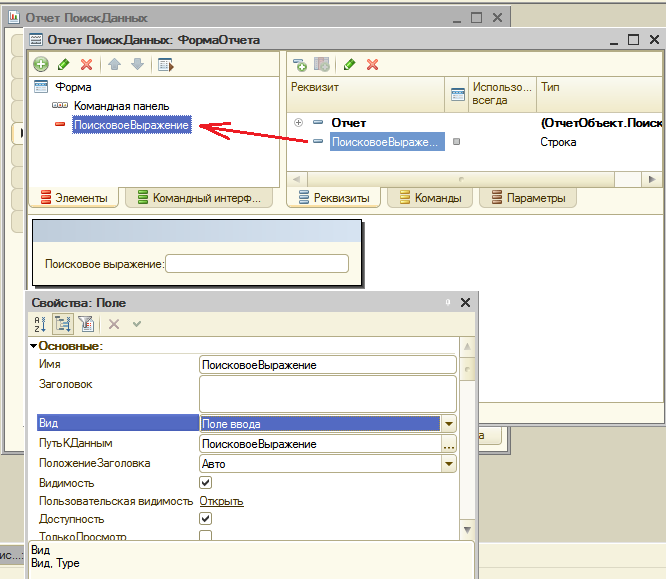 Отчет ПоискДанных
Отчет ПоискДанных: ФормаОтчета
Форма
Командная панель
ПоисковоеВыражение
Элементы
Командный интерф...
Реквизит
Использо...
всегда
Тип
Отчет
(ОтчетОбъект.Поиск
ПоисковоеВыраже...
Строка
Реквизиты
Команды
Параметры
Поисковое выражение:
Свойства: Поле
Основные:
Имя
ПоисковоеВыражение
Заголовок
Вид
Поле ввода
ПутьКДанным
ПоисковоеВыражение
...
ПоложениеЗаголовка
Авто
Видимость
Пользовательская видимость
Открыть
Доступность
ТолькоПросмотр
Вид
Вид, Type